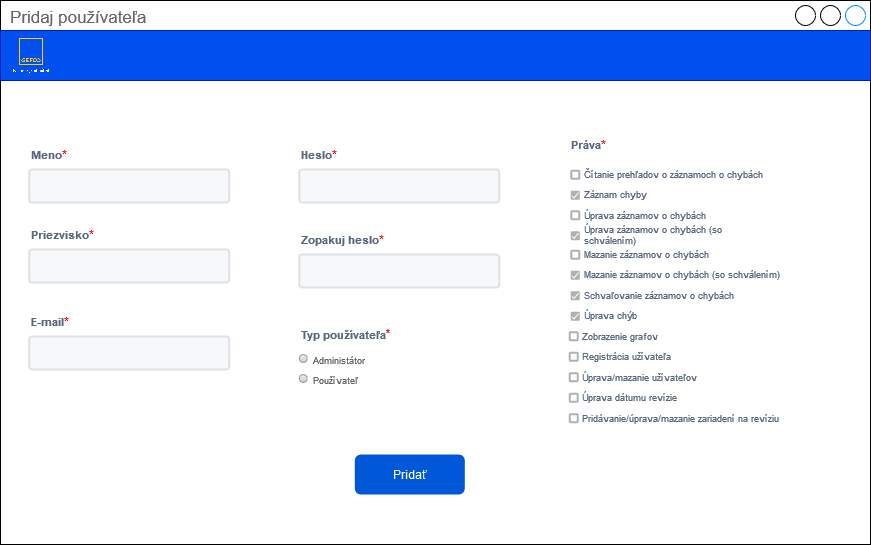 Pridaj používateľa
GEFCO
Meno*
Priezvisko*
E-mail*
Heslo*
Zopakuj heslo*
Typ používateľa*
Administátor
Používateľ
Práva*
Čítanie prehľadov o záznamoch o chybách
Záznam chyby
Úprava záznamov o chybách
Úprava záznamov o chybách (so
schválením)
Mazanie záznamov o chybách
Mazanie záznamov o chybách (so schválením)
Schvaľovanie záznamov o chybách
Úprava chýb
Zobrazenie grafov
Registrácia užívateľa
Úprava/mazanie užívateľov
Úprava dátumu revízie
Pridávanie/úprava/mazanie zariadení na revíziu
Pridať